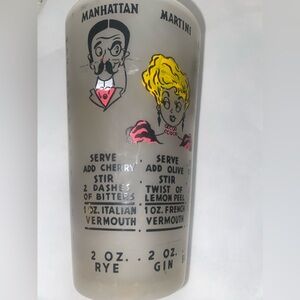 MANHATTAN
SERVE
ADD CHERRY
STIR
2 DASHES
OF BITTERS
1 OZ. ITALIAN
VERMOUTH
2 OZ.
RYE
MARTINI
SERVE
ADD OLIVE
STIR
TWIST OF
LEMON PEEL
1 OZ. FRENCH
VERMOUTH
2 OZ.
GIN